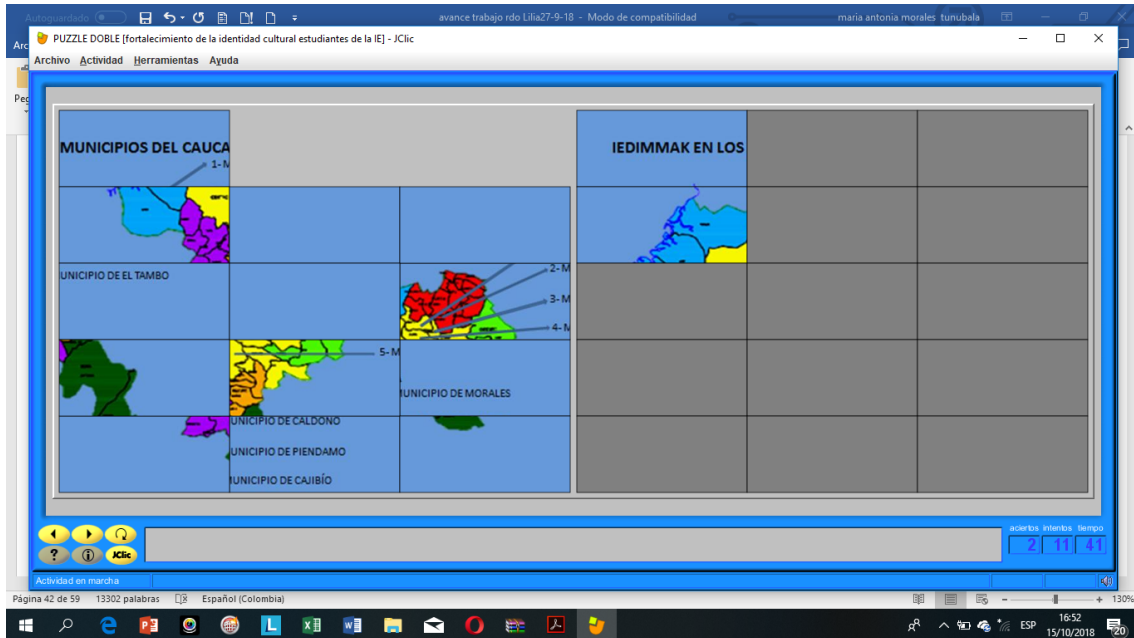 Autoguardado
avance trabajo rdo Lilia27-9-18 - Modo de compatibilidad
maria antonia morales tunubala
Arc
PUZZLE DOBLE [fortalecimiento de la identidad cultural estudiantes de la IE] - JClic
Archivo Actividad Herramientas Ayuda
Peg
MUNICIPIOS DEL CAUCA
IEDIMMAK EN LOS
1- M
UNICIPIO DE EL TAMBO
2- M
3- M
4- M
5- M
UNICIPIO DE MORALES
UNICIPIO DE CALDONO
UNICIPIO DE PIENDAMO
UNICIPIO DE CAJIBÍO
aciertos intentos tiempo
2 11 41
? i JClic
Actividad en marcha
Página 42 de 59 13302 palabras Español (Colombia)
130%
ESP
16:52
15/10/2018
20